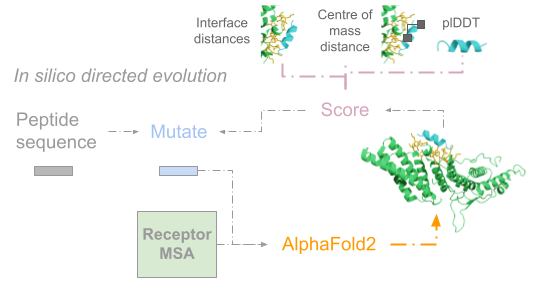 Interface
distances
Centre of
mass
distance
plDDT
In silico directed evolution
Score
Peptide
sequence
Mutate
Receptor
MSA
AlphaFold2